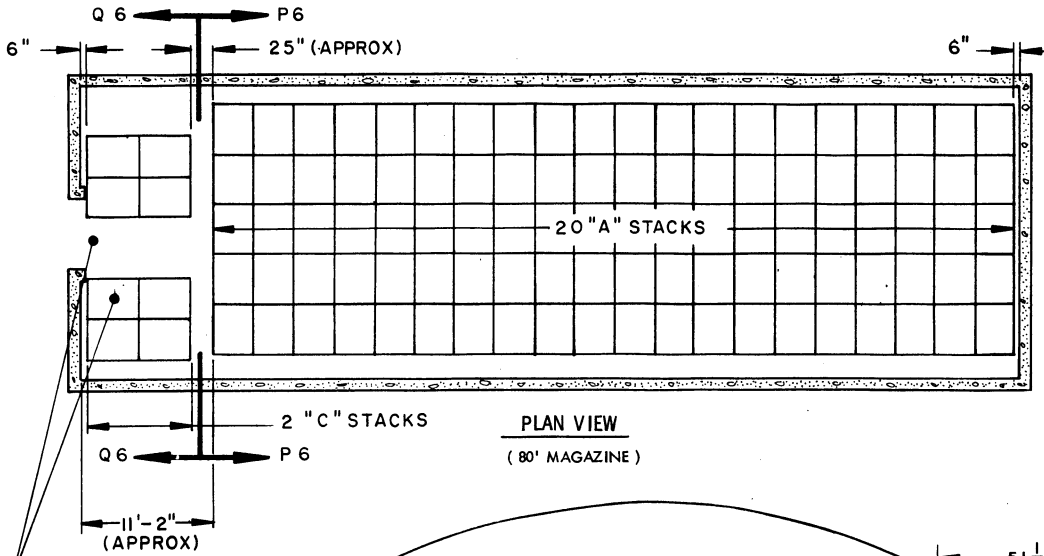 Q 6 P 6
6" 25" (APPROX) 6"
20 "A" STACKS
2 "C" STACKS
PLAN VIEW
Q 6 P 6
( 80' MAGAZINE )
11'-2"
(APPROX)